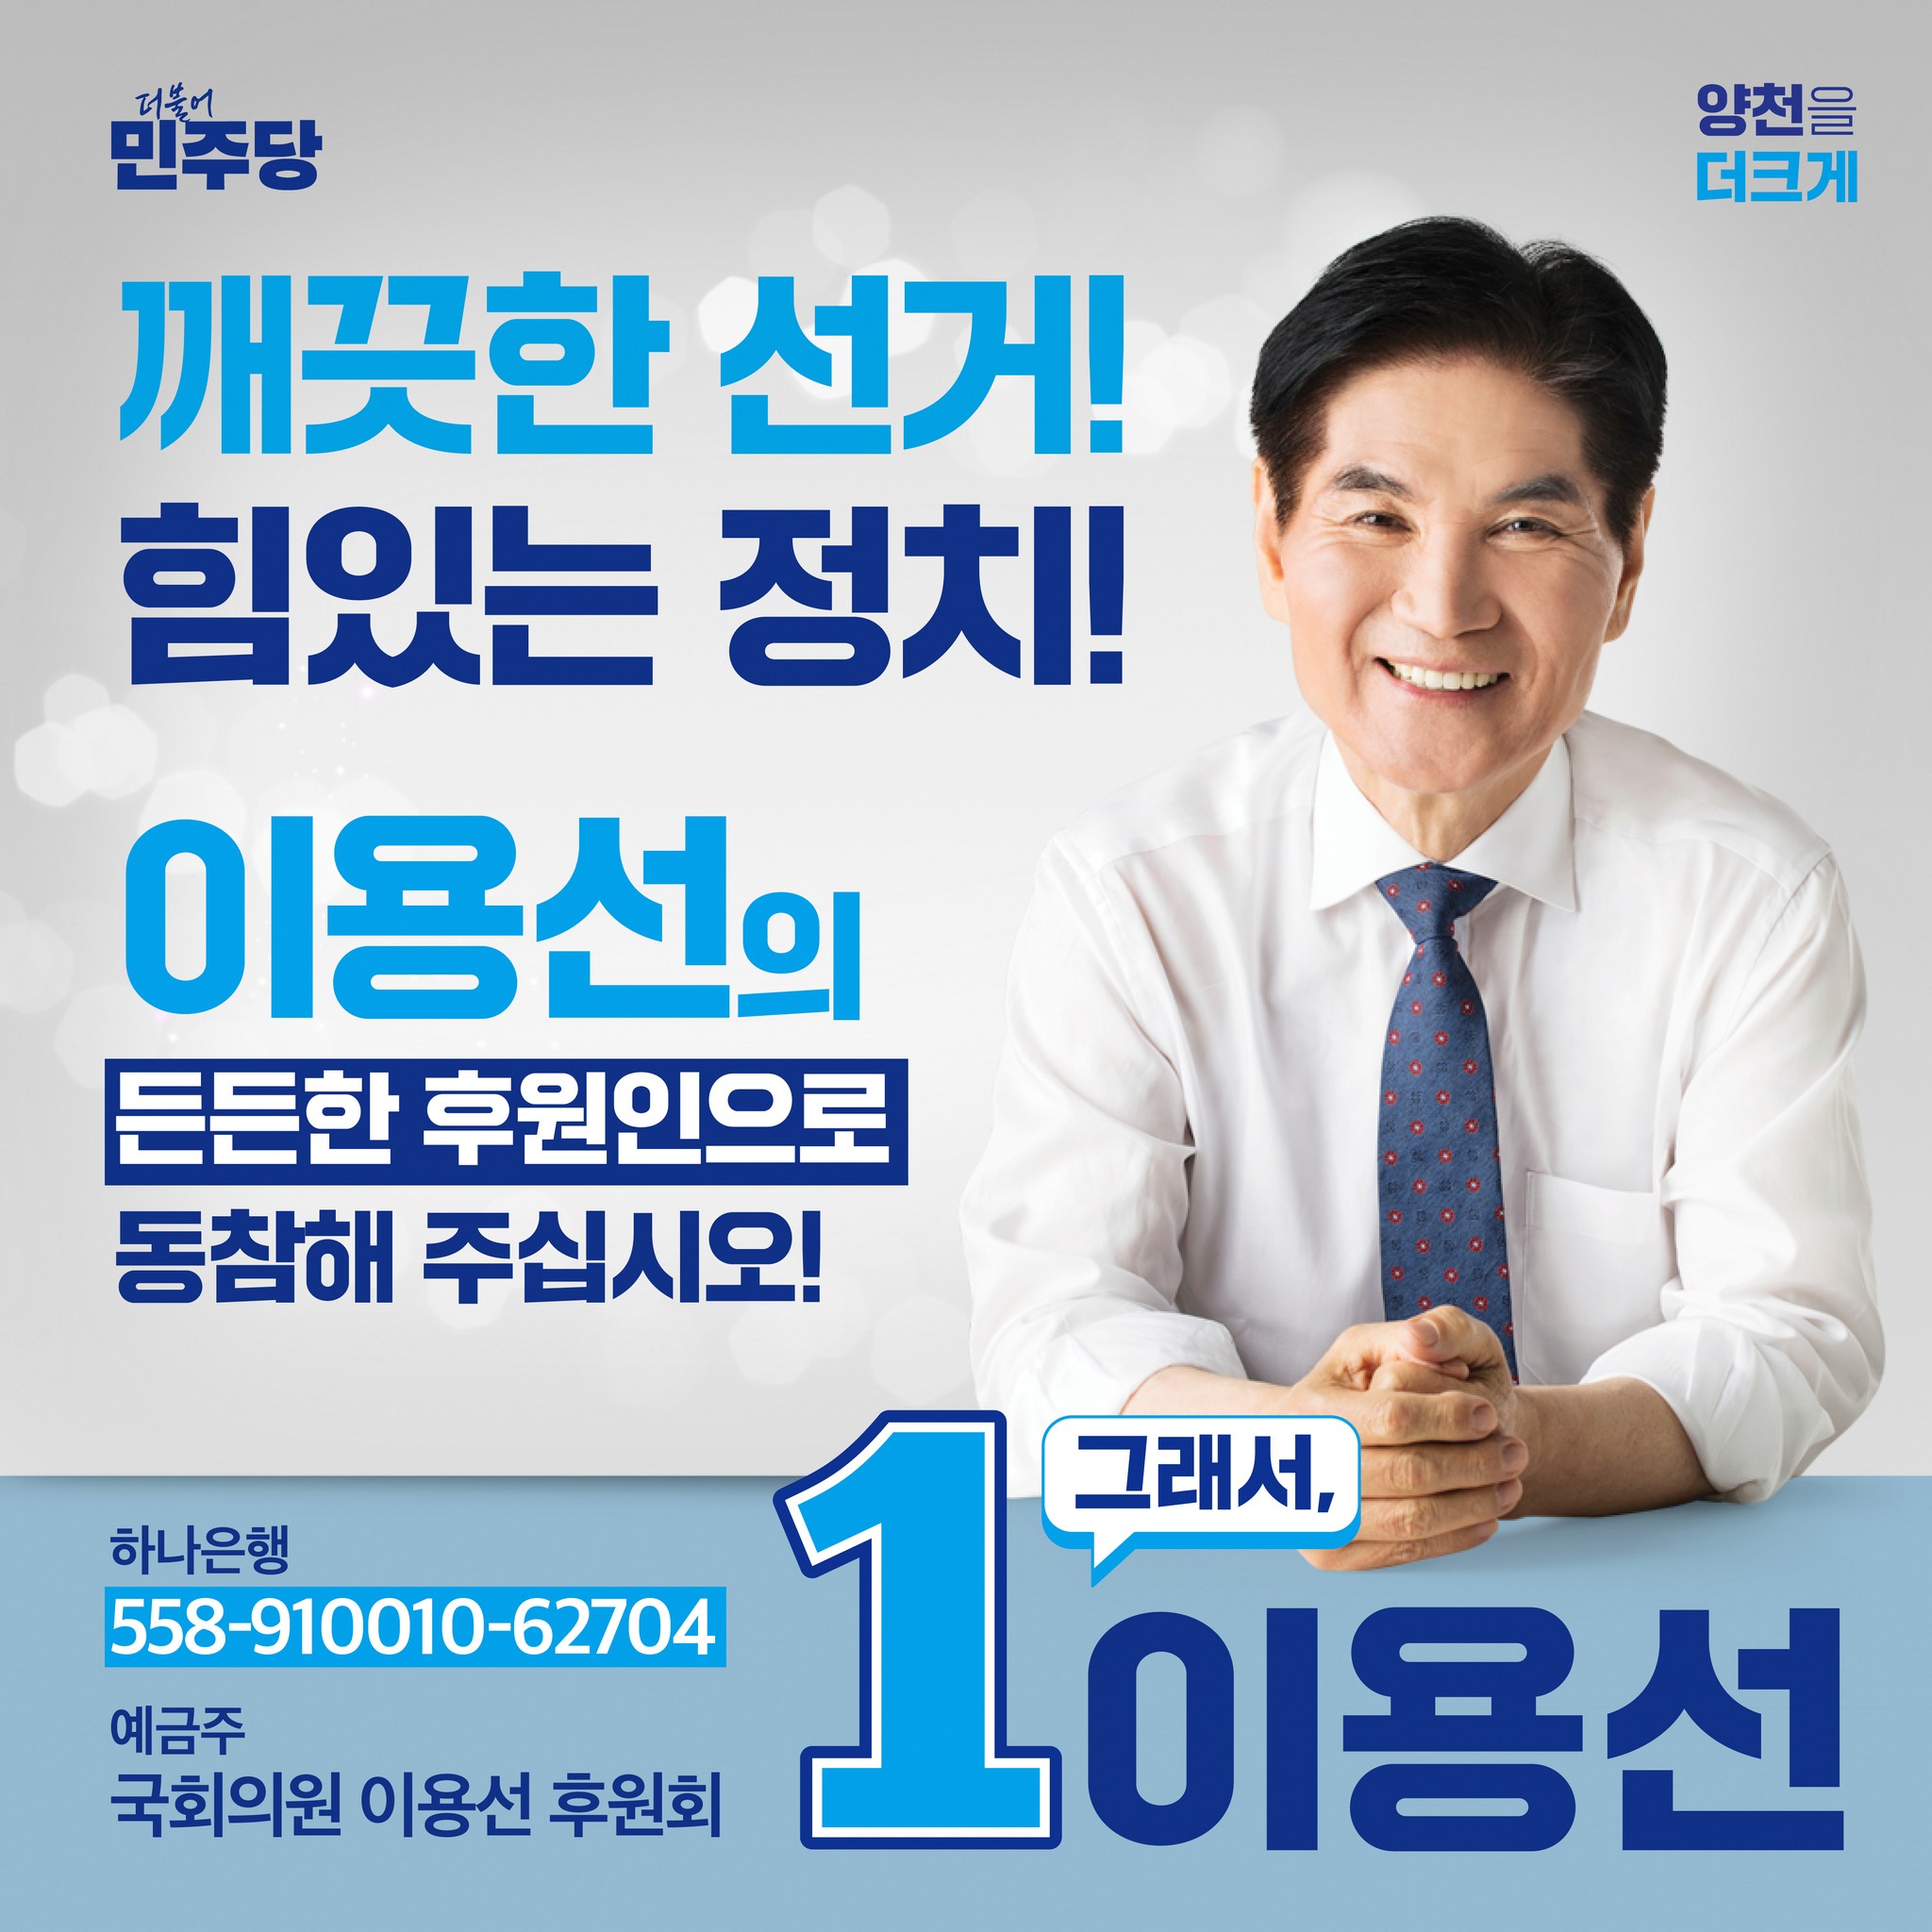 더불어
민주당
양천을
더크게
깨끗한 선거!
힘있는 정치!
이용선의
든든한 후원인으로
동참해 주십시오!
하나은행
558-910010-62704
예금주
국회의원 이용선 후원회
1
그래서,
이용선